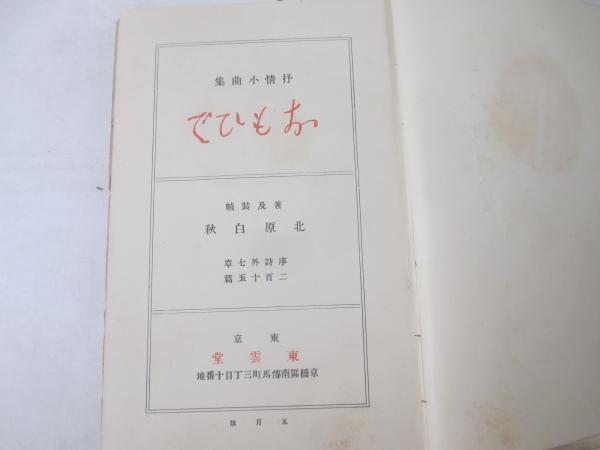 抒情小曲集
おもひで
著及装幀
北原白秋
序詩外七章
二百十五篇
東京
東雲堂
京橋區南傳馬町三丁目十番地
五月版